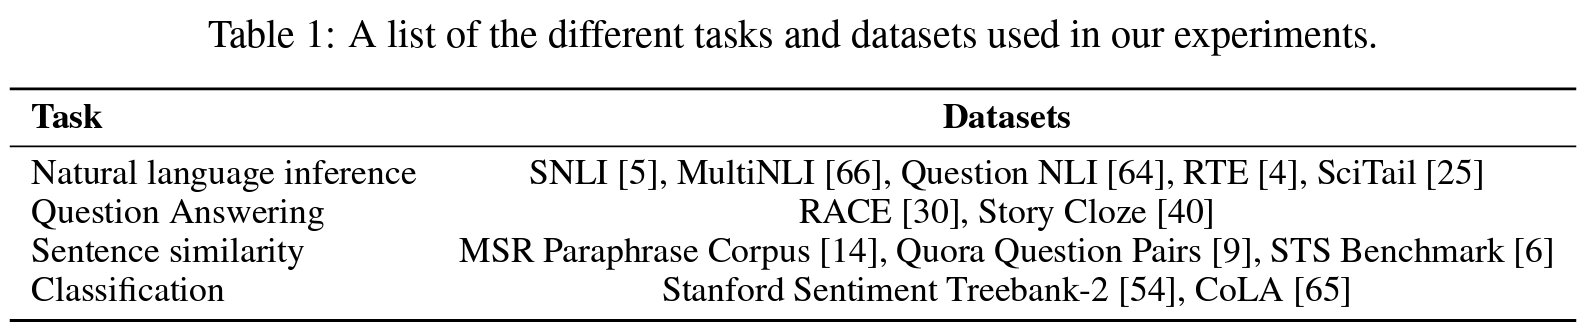 Table 1: A list of the different tasks and datasets used in our experiments.
Task Datasets
Natural language inference SNLI [5], MultiNLI [66], Question NLI [64], RTE [4], SciTail [25]
Question Answering RACE [30], Story Cloze [40]
Sentence similarity MSR Paraphrase Corpus [14], Quora Question Pairs [9], STS Benchmark [6]
Classification Stanford Sentiment Treebank-2 [54], CoLA [65]